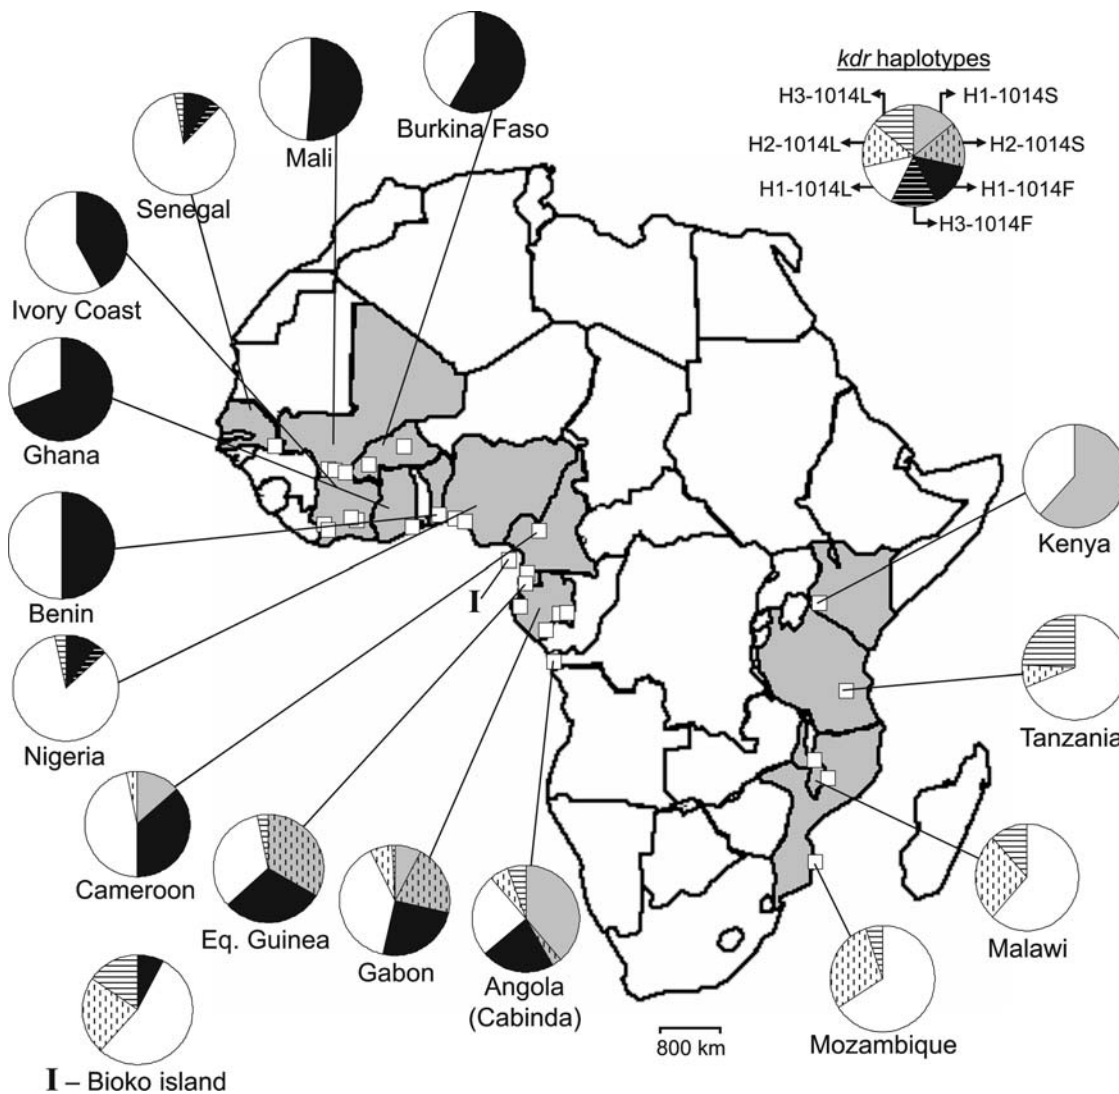 Burkina Faso
kdr haplotypes
H3-1014L
H1-1014S
H2-1014L
H2-1014S
H1-1014L
H1-1014F
H3-1014F
Mali
Senegal
Ivory Coast
Ghana
Kenya
Benin
I
Tanzania
Nigeria
Cameroon
Eq. Guinea
Gabon
Angola
(Cabinda)
Malawi
Mozambique
800 km
I – Bioko island